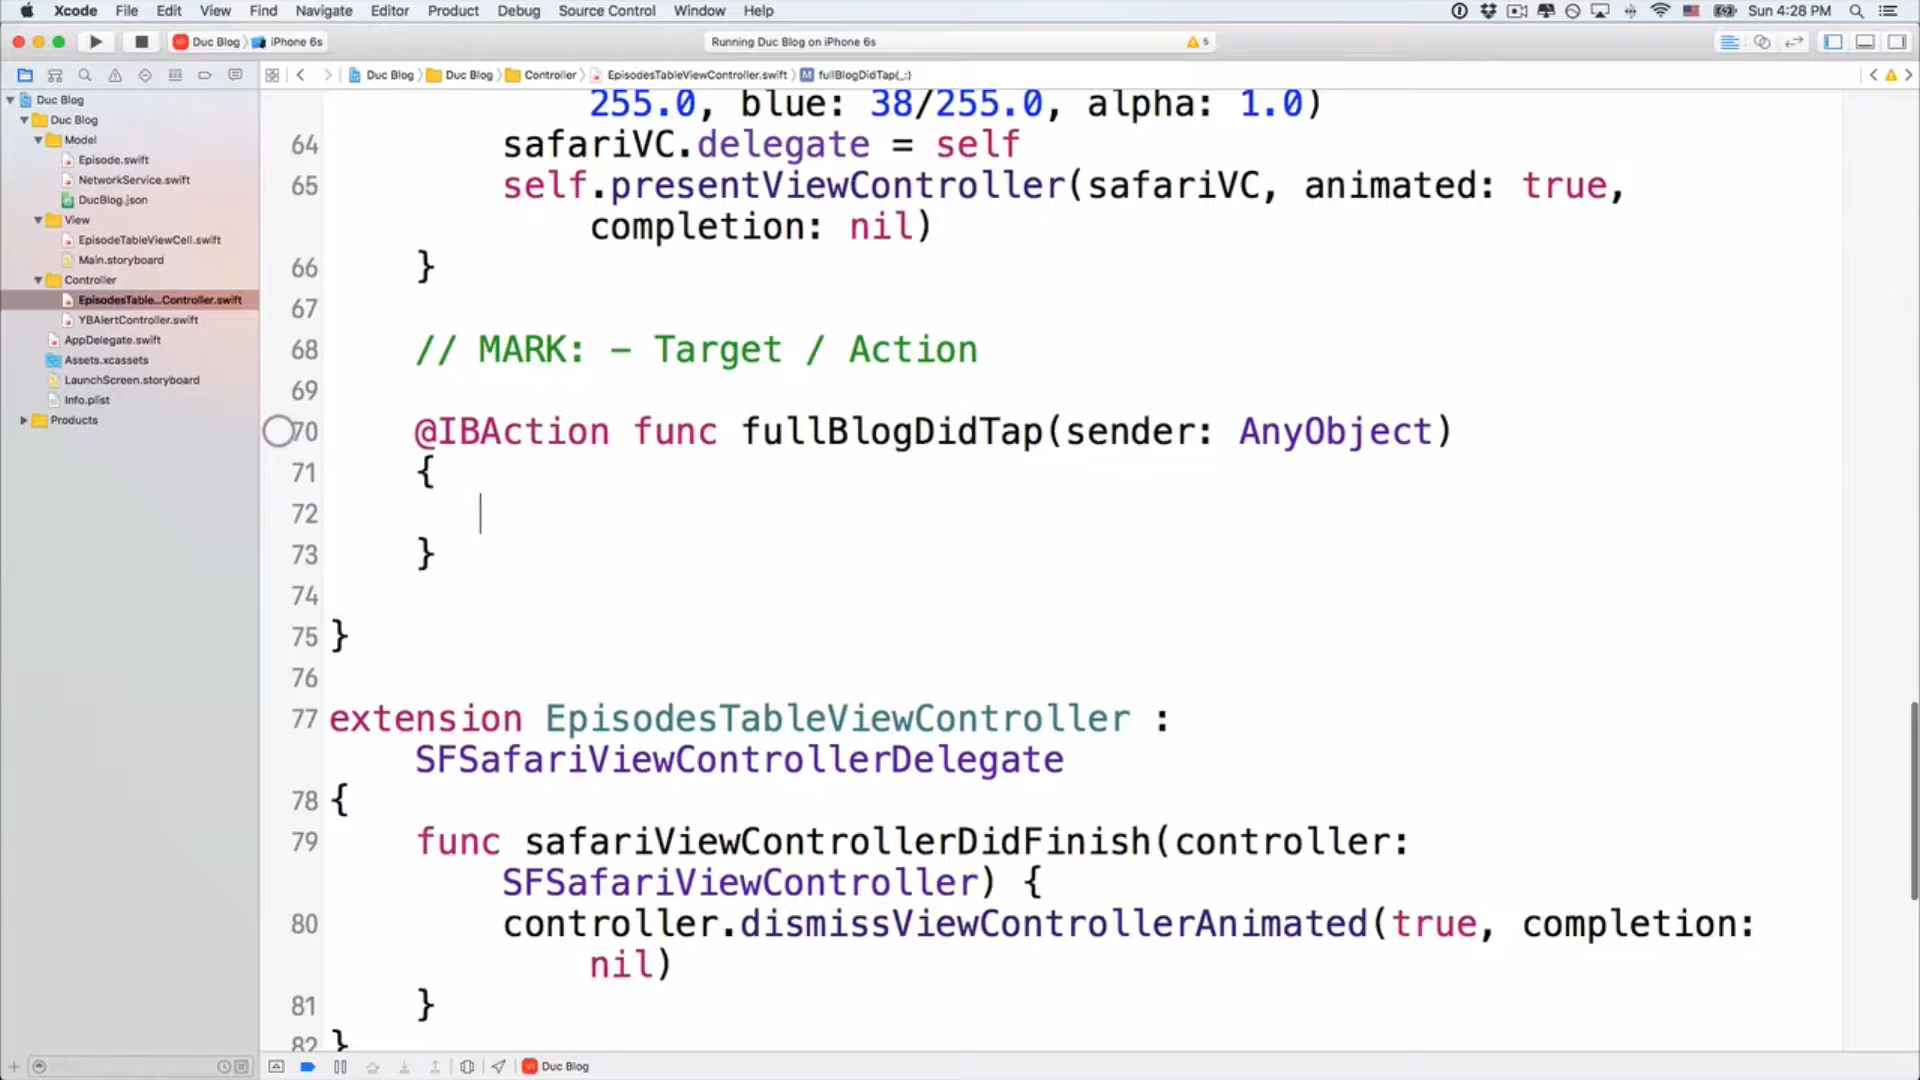 Xcode File Edit View Find Navigate Editor Product Debug Source Control Window Help Sun 4:28 PM
Duc Blog iPhone 6s Running Duc Blog on iPhone 6s 5
Duc Blog Duc Blog Controller EpisodesTableViewController.swift M fullBlogDidTap(_:)
Duc Blog
Duc Blog
Model
Episode.swift
NetworkService.swift
DucBlog.json
View
EpisodeTableViewCell.swift
Main.storyboard
Controller
EpisodesTable...Controller.swift
YBAlertController.swift
AppDelegate.swift
Assets.xcassets
LaunchScreen.storyboard
Info.plist
Products
255.0, blue: 38/255.0, alpha: 1.0)
64 safariVC.delegate = self
65 self.presentViewController(safariVC, animated: true,
completion: nil)
66 }
67
68 // MARK: - Target / Action
69
70 @IBAction func fullBlogDidTap(sender: AnyObject)
71 {
72
73 }
74
75 }
76
77 extension EpisodesTableViewController :
SFSafariViewControllerDelegate
78 {
79 func safariViewControllerDidFinish(controller:
SFSafariViewController) {
80 controller.dismissViewControllerAnimated(true, completion:
nil)
81 }
82 }
Duc Blog